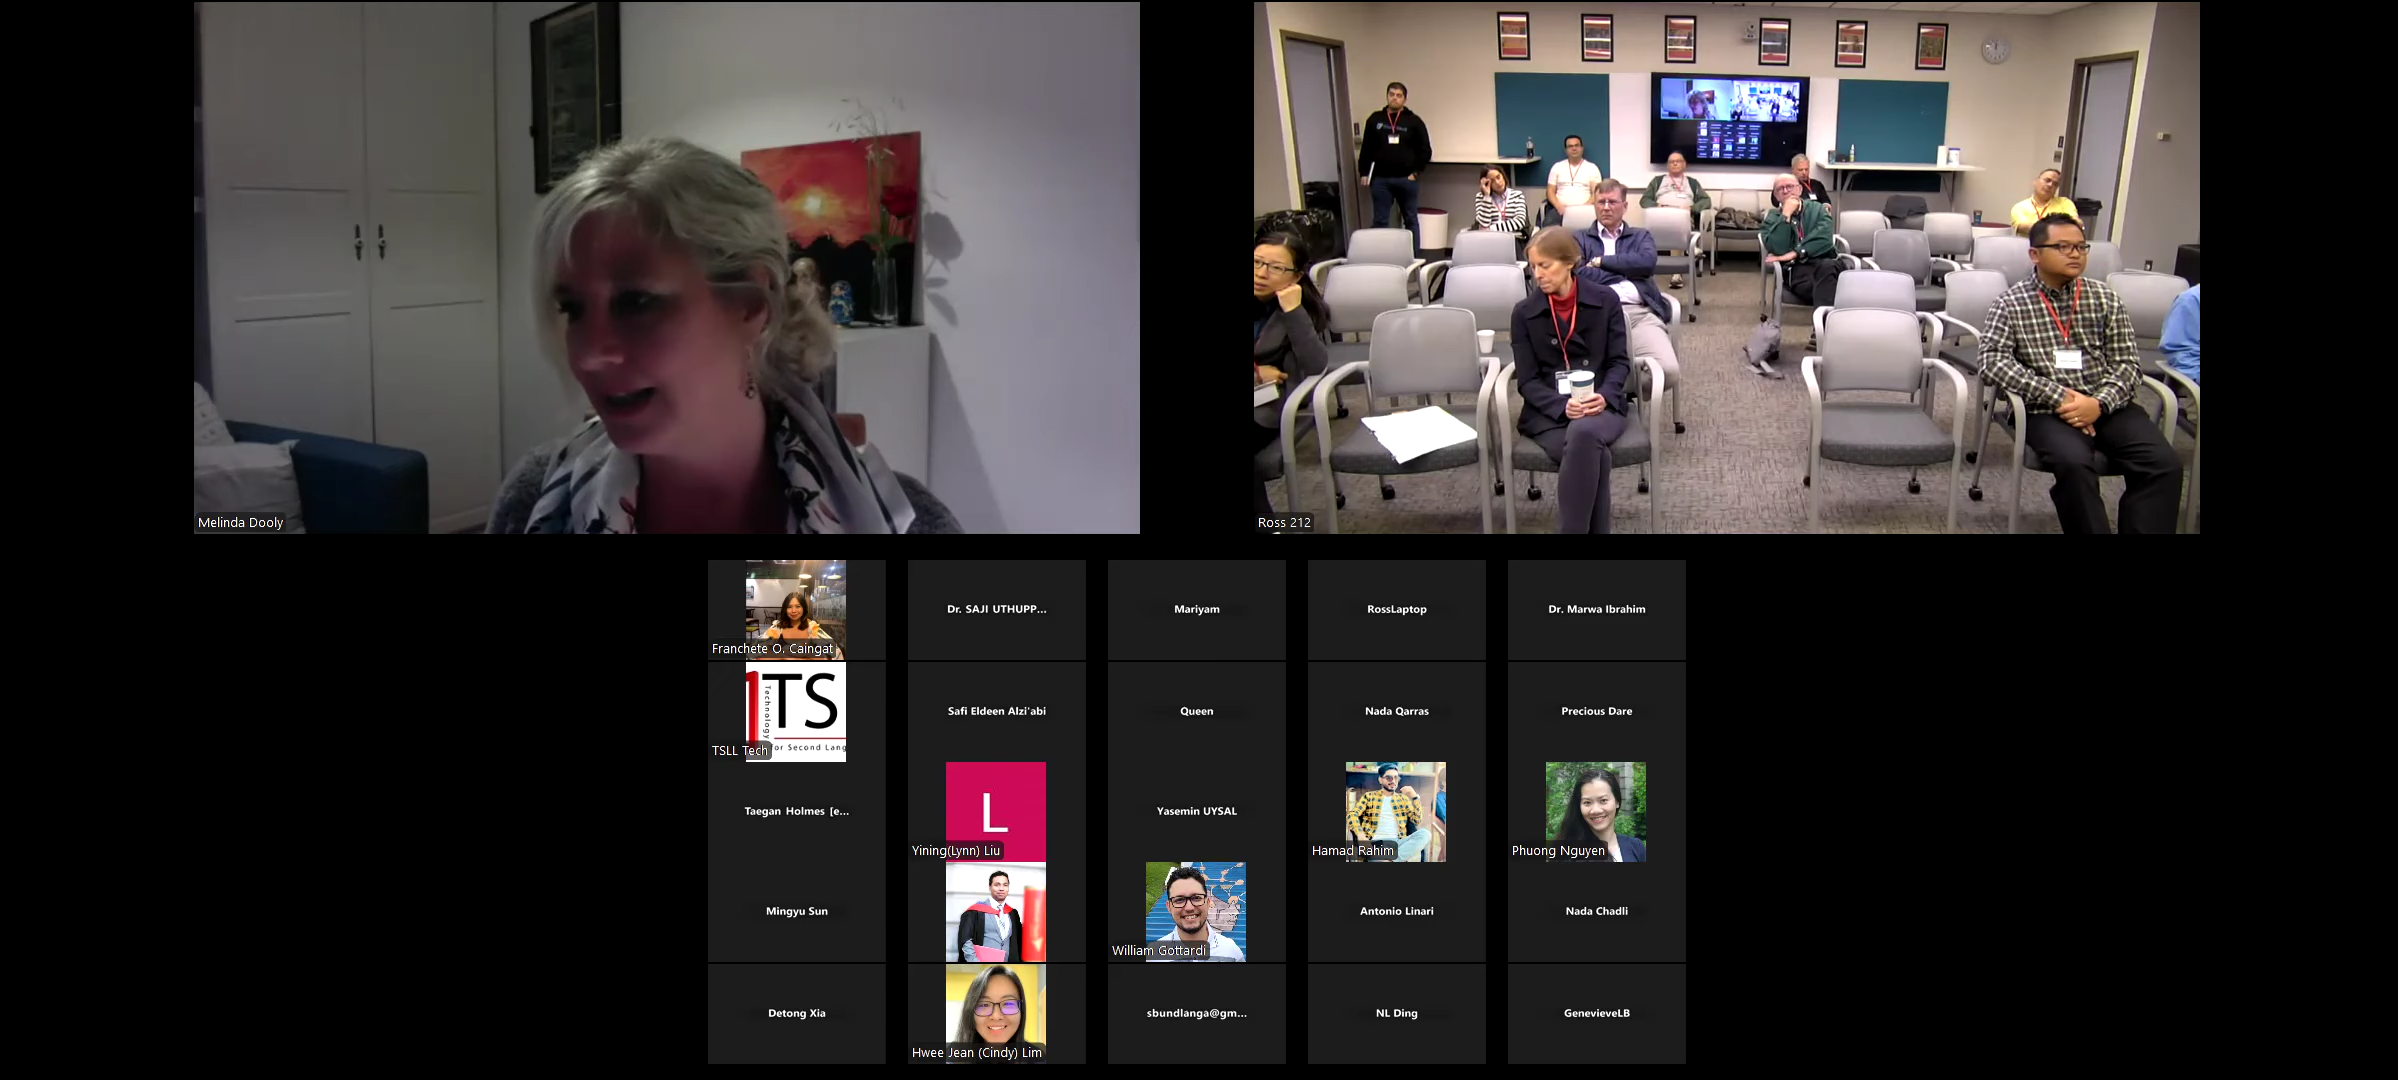 Melinda Dooly
Ross 212
Franchete O. Caingat
Dr. SAJI UTHUPP...
Mariyam
RossLaptop
Dr. Marwa Ibrahim
TS
Technology
for Second Lang
TSLL Tech
Safi Eldeen Alzi'abi
Queen
Nada Qarras
Precious Dare
Taegan Holmes [e...
L
Yining(Lynn) Liu
Yasemin UYSAL
Hamad Rahim
Phuong Nguyen
Mingyu Sun
William Gottardi
Antonio Linari
Nada Chadli
Detong Xia
Hwee Jean (Cindy) Lim
sbundlanga@gm...
NL Ding
GenevieveLB